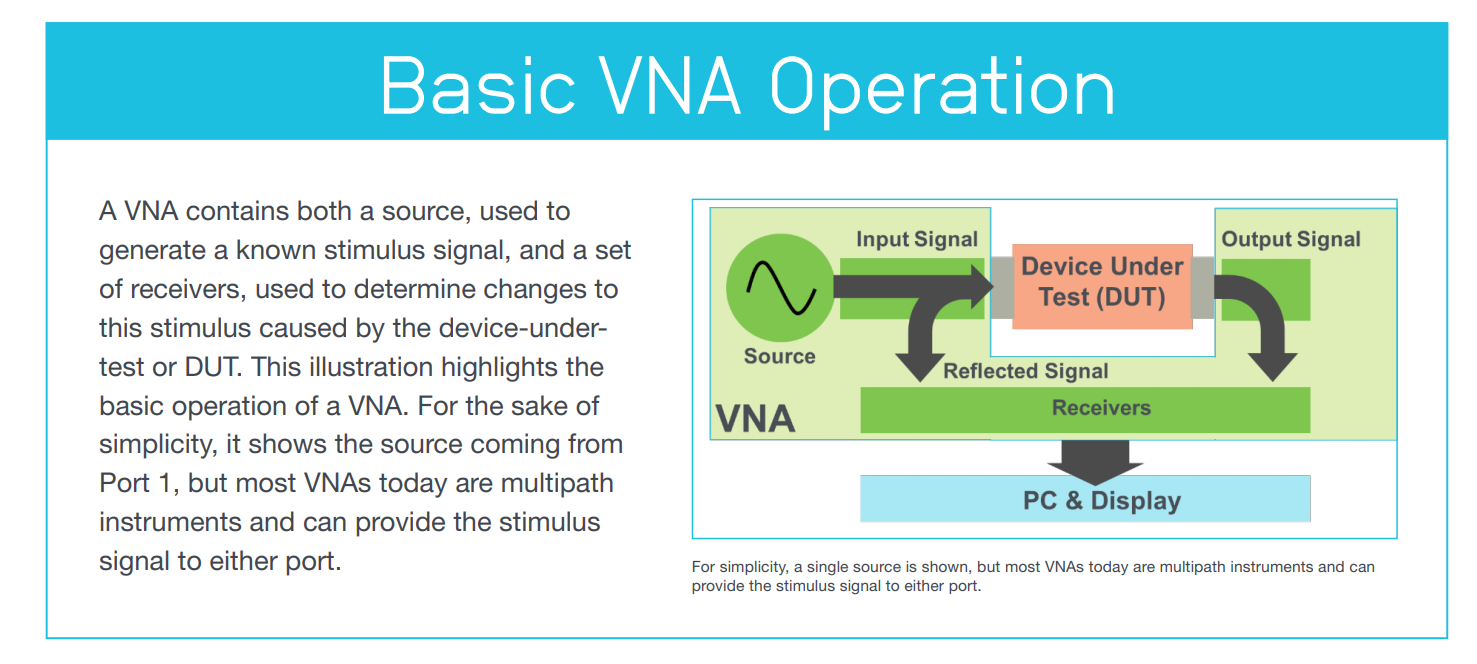 Basic VNA Operation
A VNA contains both a source, used to
generate a known stimulus signal, and a set
of receivers, used to determine changes to
this stimulus caused by the device-under-
test or DUT. This illustration highlights the
basic operation of a VNA. For the sake of
simplicity, it shows the source coming from
Port 1, but most VNAs today are multipath
instruments and can provide the stimulus
signal to either port.
Input Signal
Output Signal
Device Under
Test (DUT)
Source
Reflected Signal
Receivers
VNA
PC & Display
For simplicity, a single source is shown, but most VNAs today are multipath instruments and can
provide the stimulus signal to either port.